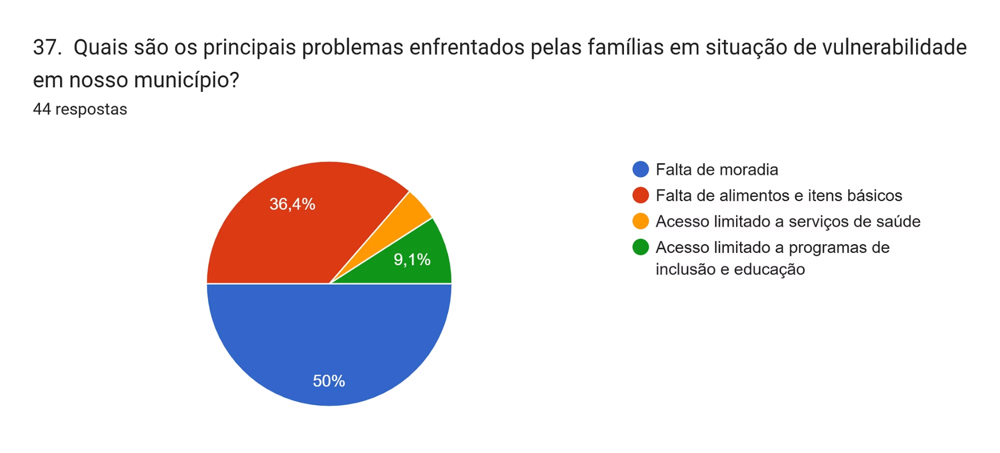 37.  Quais são os principais problemas enfrentados pelas famílias em situação de vulnerabilidade
em nosso município?
44 respostas
36,4%
9,1%
50%
Falta de moradia
Falta de alimentos e itens básicos
Acesso limitado a serviços de saúde
Acesso limitado a programas de
inclusão e educação